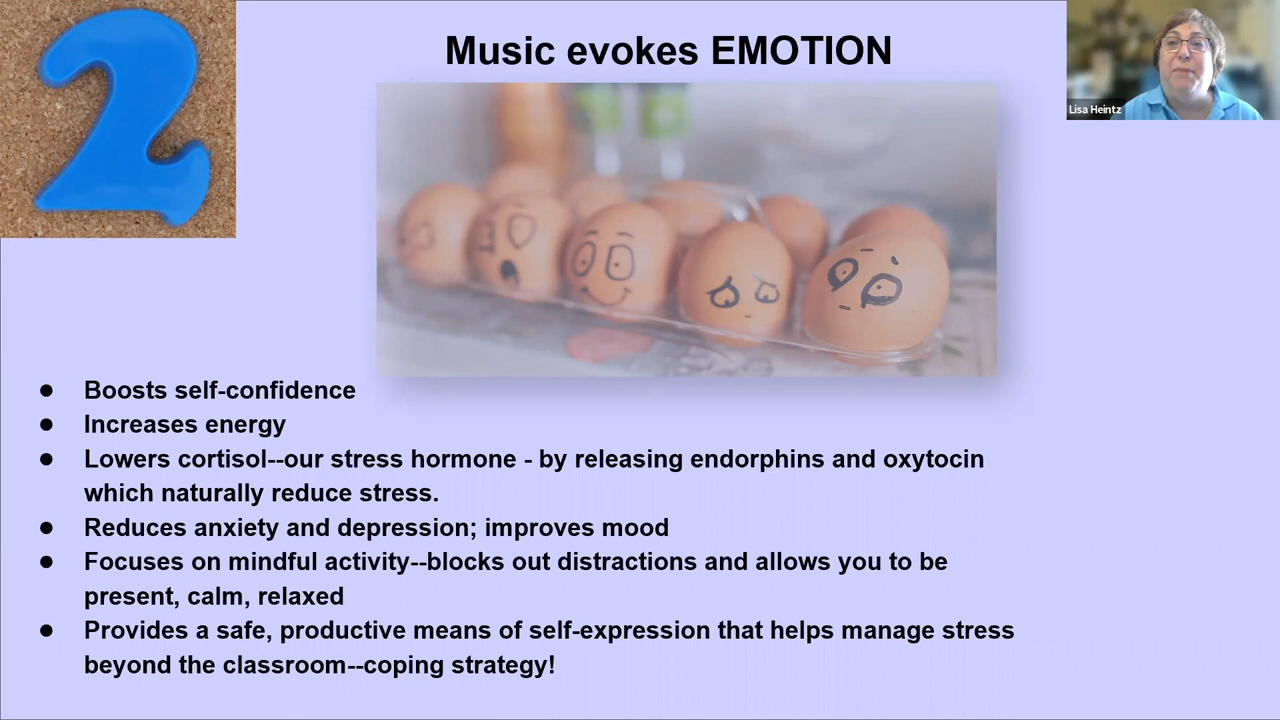 2
Music evokes EMOTION
Lisa Heintz
● Boosts self-confidence
● Increases energy
● Lowers cortisol--our stress hormone - by releasing endorphins and oxytocin
which naturally reduce stress.
● Reduces anxiety and depression; improves mood
● Focuses on mindful activity--blocks out distractions and allows you to be
present, calm, relaxed
● Provides a safe, productive means of self-expression that helps manage stress
beyond the classroom--coping strategy!